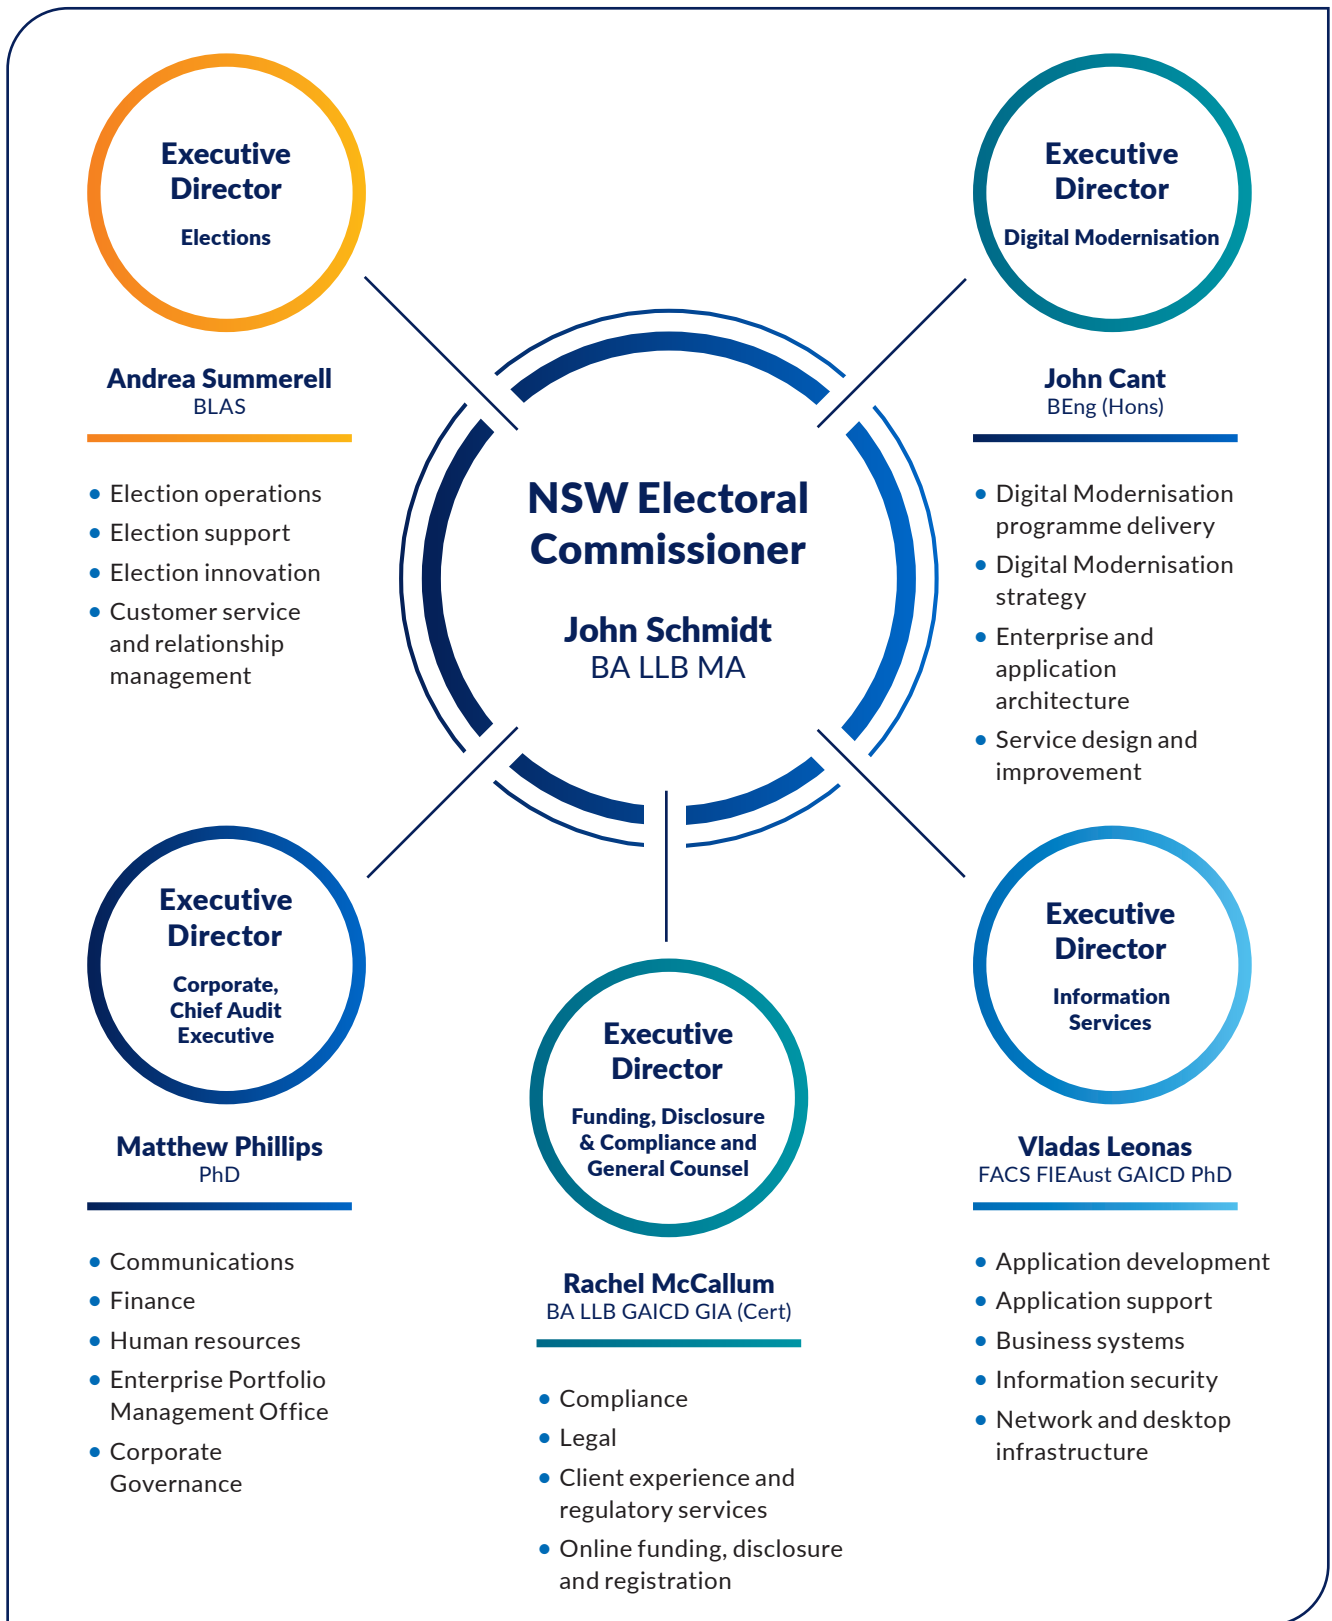 Executive
Director
Elections
Andrea Summerell
BLAS
Election operations
Election support
Election innovation
Customer service
and relationship
management
Executive
Director
Digital Modernisation
John Cant
BEng (Hons)
Digital Modernisation
programme delivery
Digital Modernisation
strategy
Enterprise and
application
architecture
Service design and
improvement
NSW Electoral
Commissioner
John Schmidt
BA LLB MA
Executive
Director
Corporate,
Chief Audit
Executive
Matthew Phillips
PhD
Communications
Finance
Human resources
Enterprise Portfolio
Management Office
Corporate
Governance
Executive
Director
Funding, Disclosure
& Compliance and
General Counsel
Rachel McCallum
BA LLB GAICD GIA (Cert)
Compliance
Legal
Client experience and
regulatory services
Online funding, disclosure
and registration
Executive
Director
Information
Services
Vladas Leonas
FACS FIEAust GAICD PhD
Application development
Application support
Business systems
Information security
Network and desktop
infrastructure